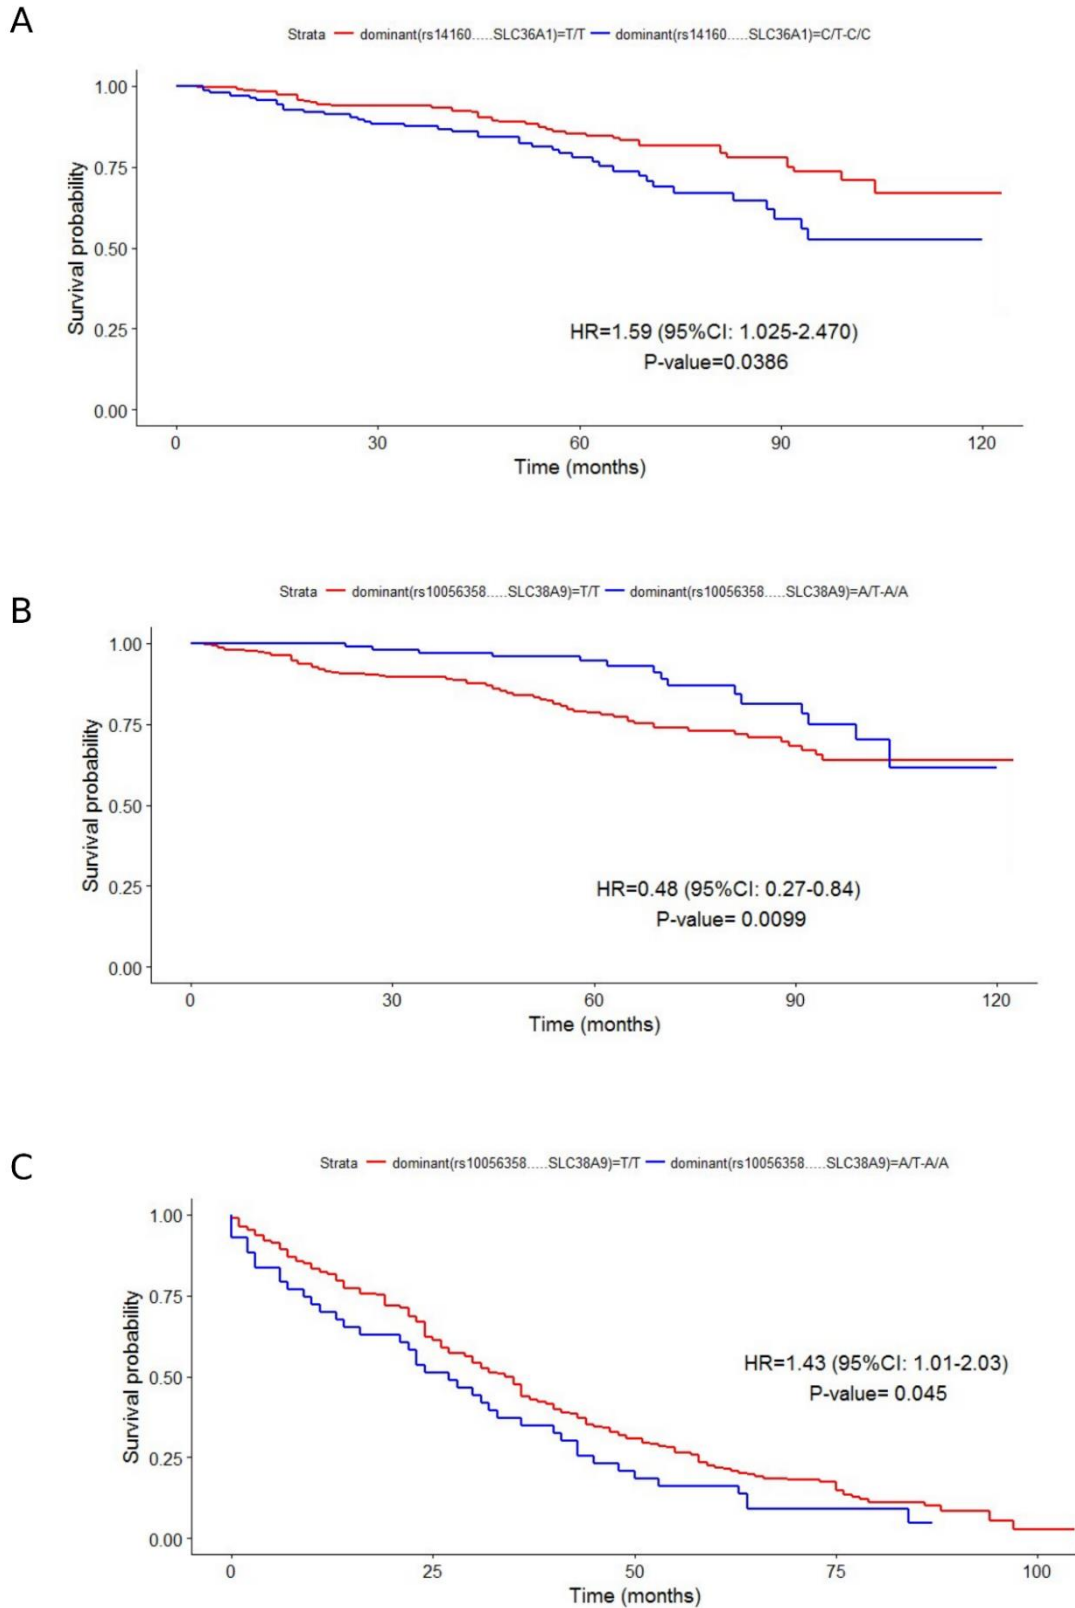 A
Strata dominant(rs14160.....SLC36A1)=T/T dominant(rs14160....SLC36A1)=C/T-C/C
1.00
0.75
0.50
0.25
0.00
Survival probability
HR=1.59 (95%CI: 1.025-2.470)
P-value=0.0386
0 30 60 90 120
Time (months)
B
Strata dominant(rs10056358.....SLC38A9)=T/T dominant(rs10056358.....SLC38A9)=A/T-A/A
1.00
0.75
0.50
0.25
0.00
Survival probability
HR=0.48 (95%CI: 0.27-0.84)
P-value= 0.0099
0 30 60 90 120
Time (months)
C
Strata dominant(rs10056358.....SLC38A9)=T/T dominant(rs10056358.....SLC38A9)=A/T-A/A
1.00
0.75
0.50
0.25
0.00
Survival probability
HR=1.43 (95%CI: 1.01-2.03)
P-value= 0.045
0 25 50 75 100
Time (months)